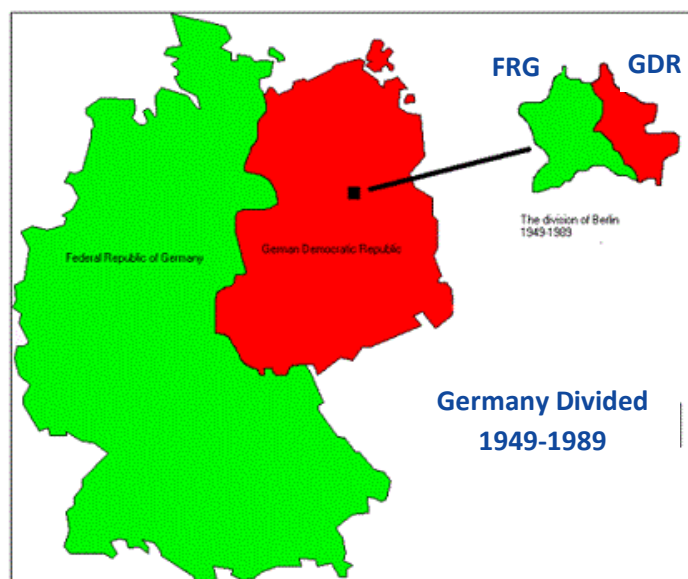 FRG
GDR
The division of Berlin
1949-1989
Federal Republic of Germany
German Democratic Republic
Germany Divided
1949-1989